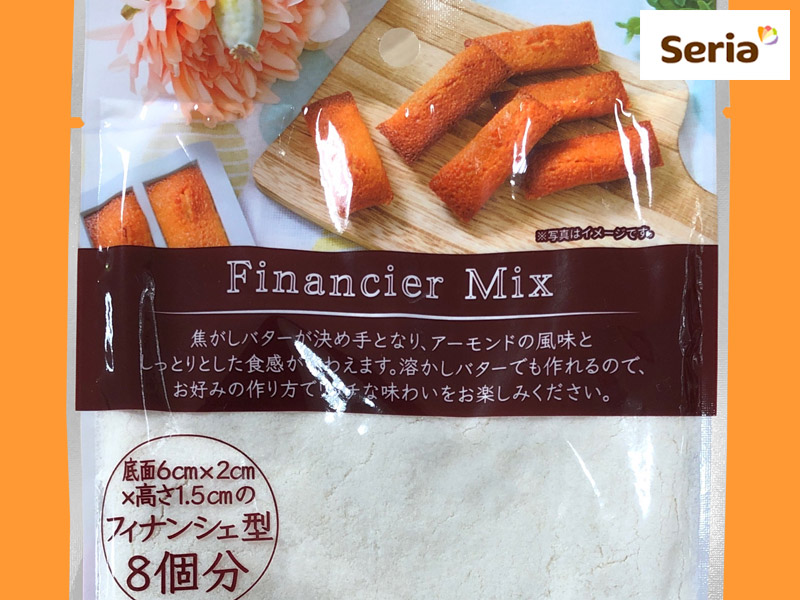 Seria
※写真はイメージです。
Financier Mix
焦がしバターが決め手となり、アーモンドの風味と
しっとりとした食感が わえます。溶かしバターでも作れるので、
お好みの作り方で チな味わいをお楽しみください。
底面6cm×2cm
×高さ1.5cmの
フィナンシェ型
8個分